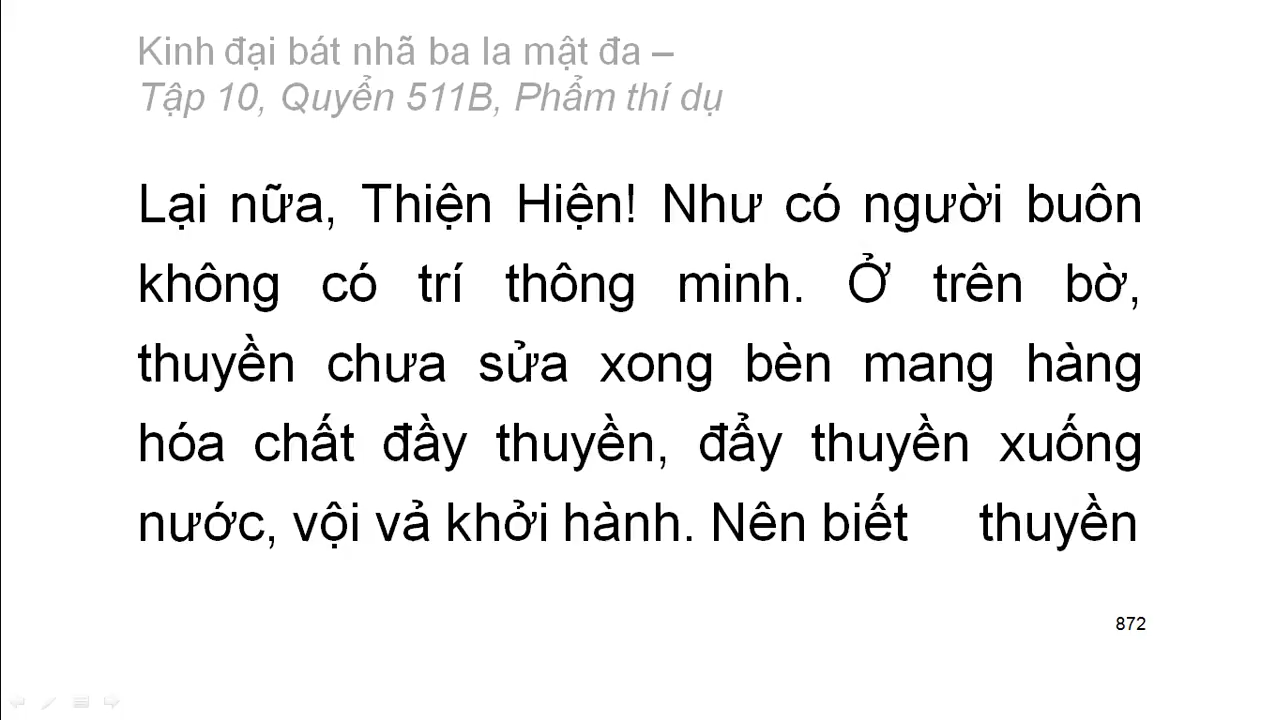 Kinh đại bát nhã ba la mật đa –
Tập 10, Quyển 511B, Phẩm thí dụ
Lại nữa, Thiện Hiện! Như có người buôn
không có trí thông minh. Ở trên bờ,
thuyền chưa sửa xong bèn mang hàng
hóa chất đầy thuyền, đẩy thuyền xuống
nước, vội vả khởi hành. Nên biết thuyền
872